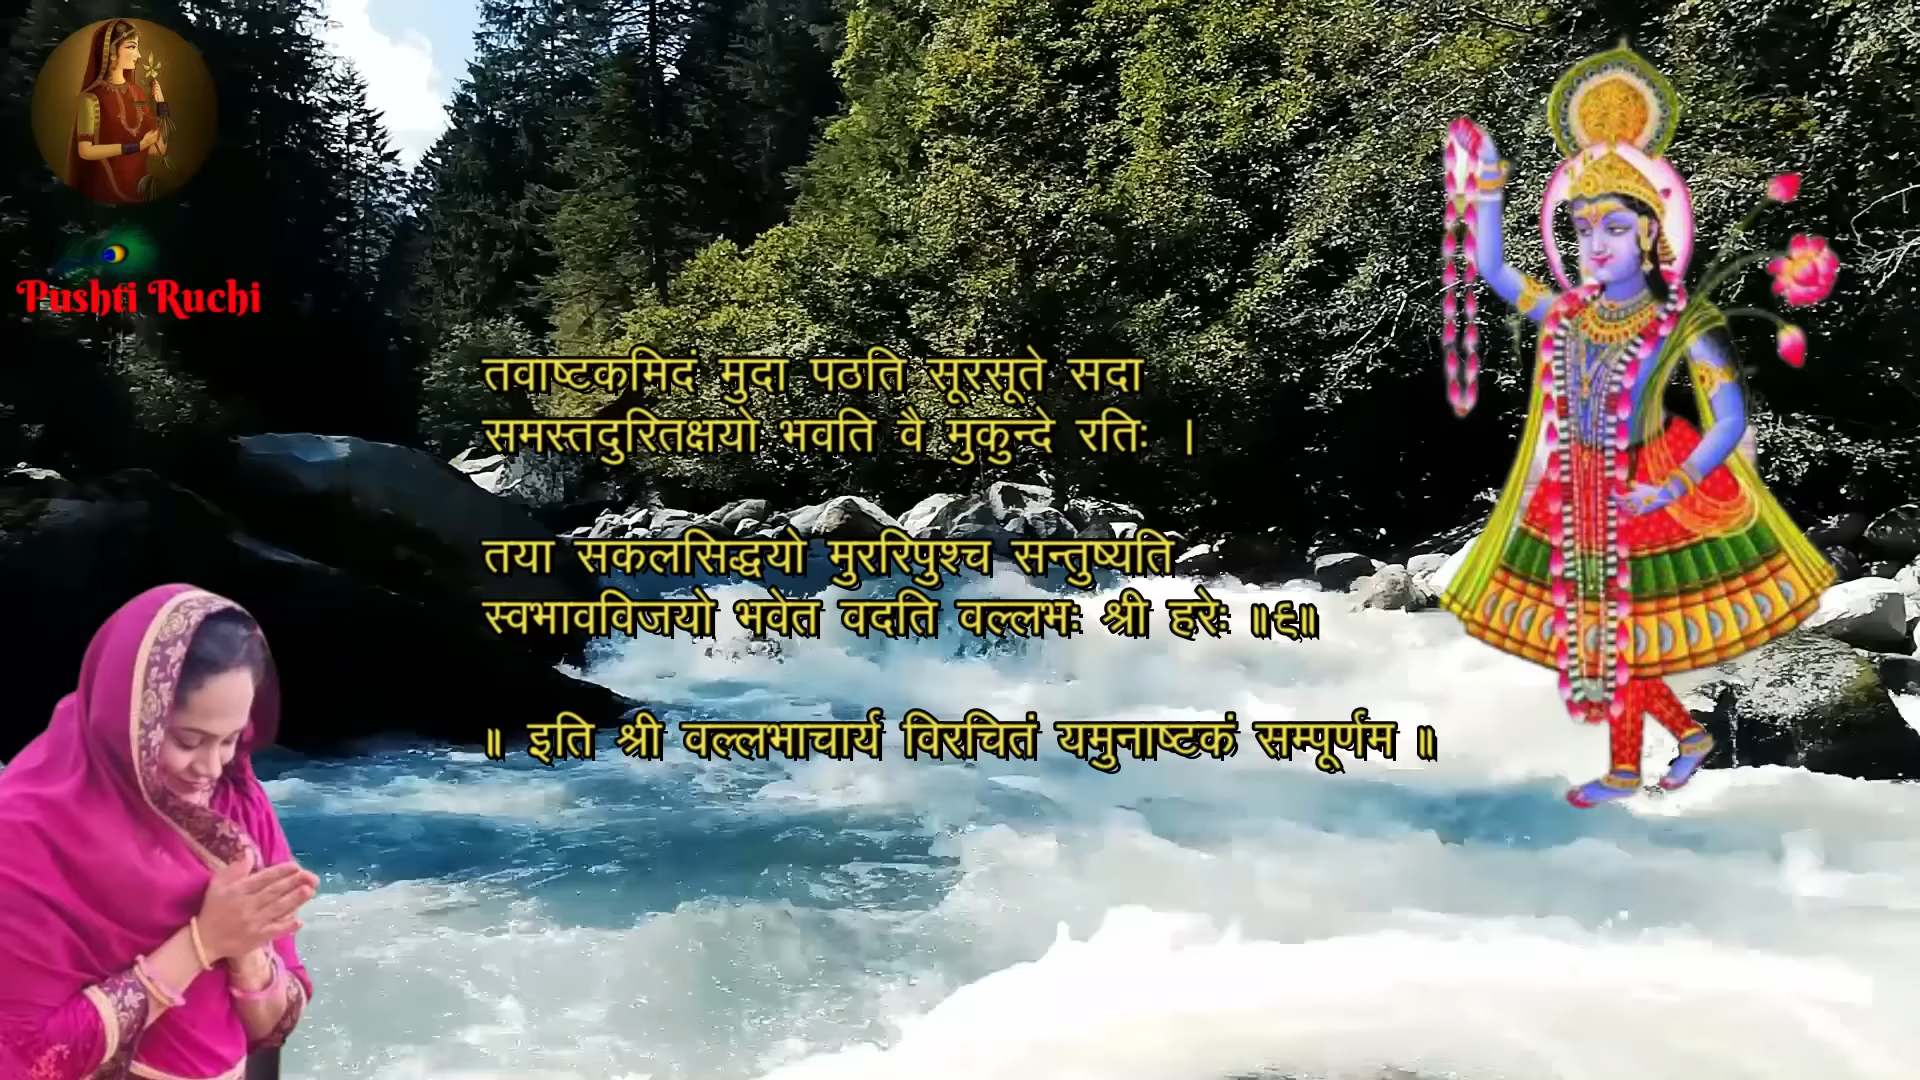 Pushti Ruchi
तवाष्टकमिदं मुदा पठति सूरसूते सदा
समस्तदुरितक्षयो भवति वै मुकुन्दे रतिः ।
तया सकलसिद्धयो मुररिपुश्च सन्तुष्यति
स्वभावविजयो भवेत वदति वल्लभः श्री हरेः ॥९॥
॥ इति श्री वल्लभाचार्य विरचितं यमुनाष्टकं सम्पूर्णम ॥